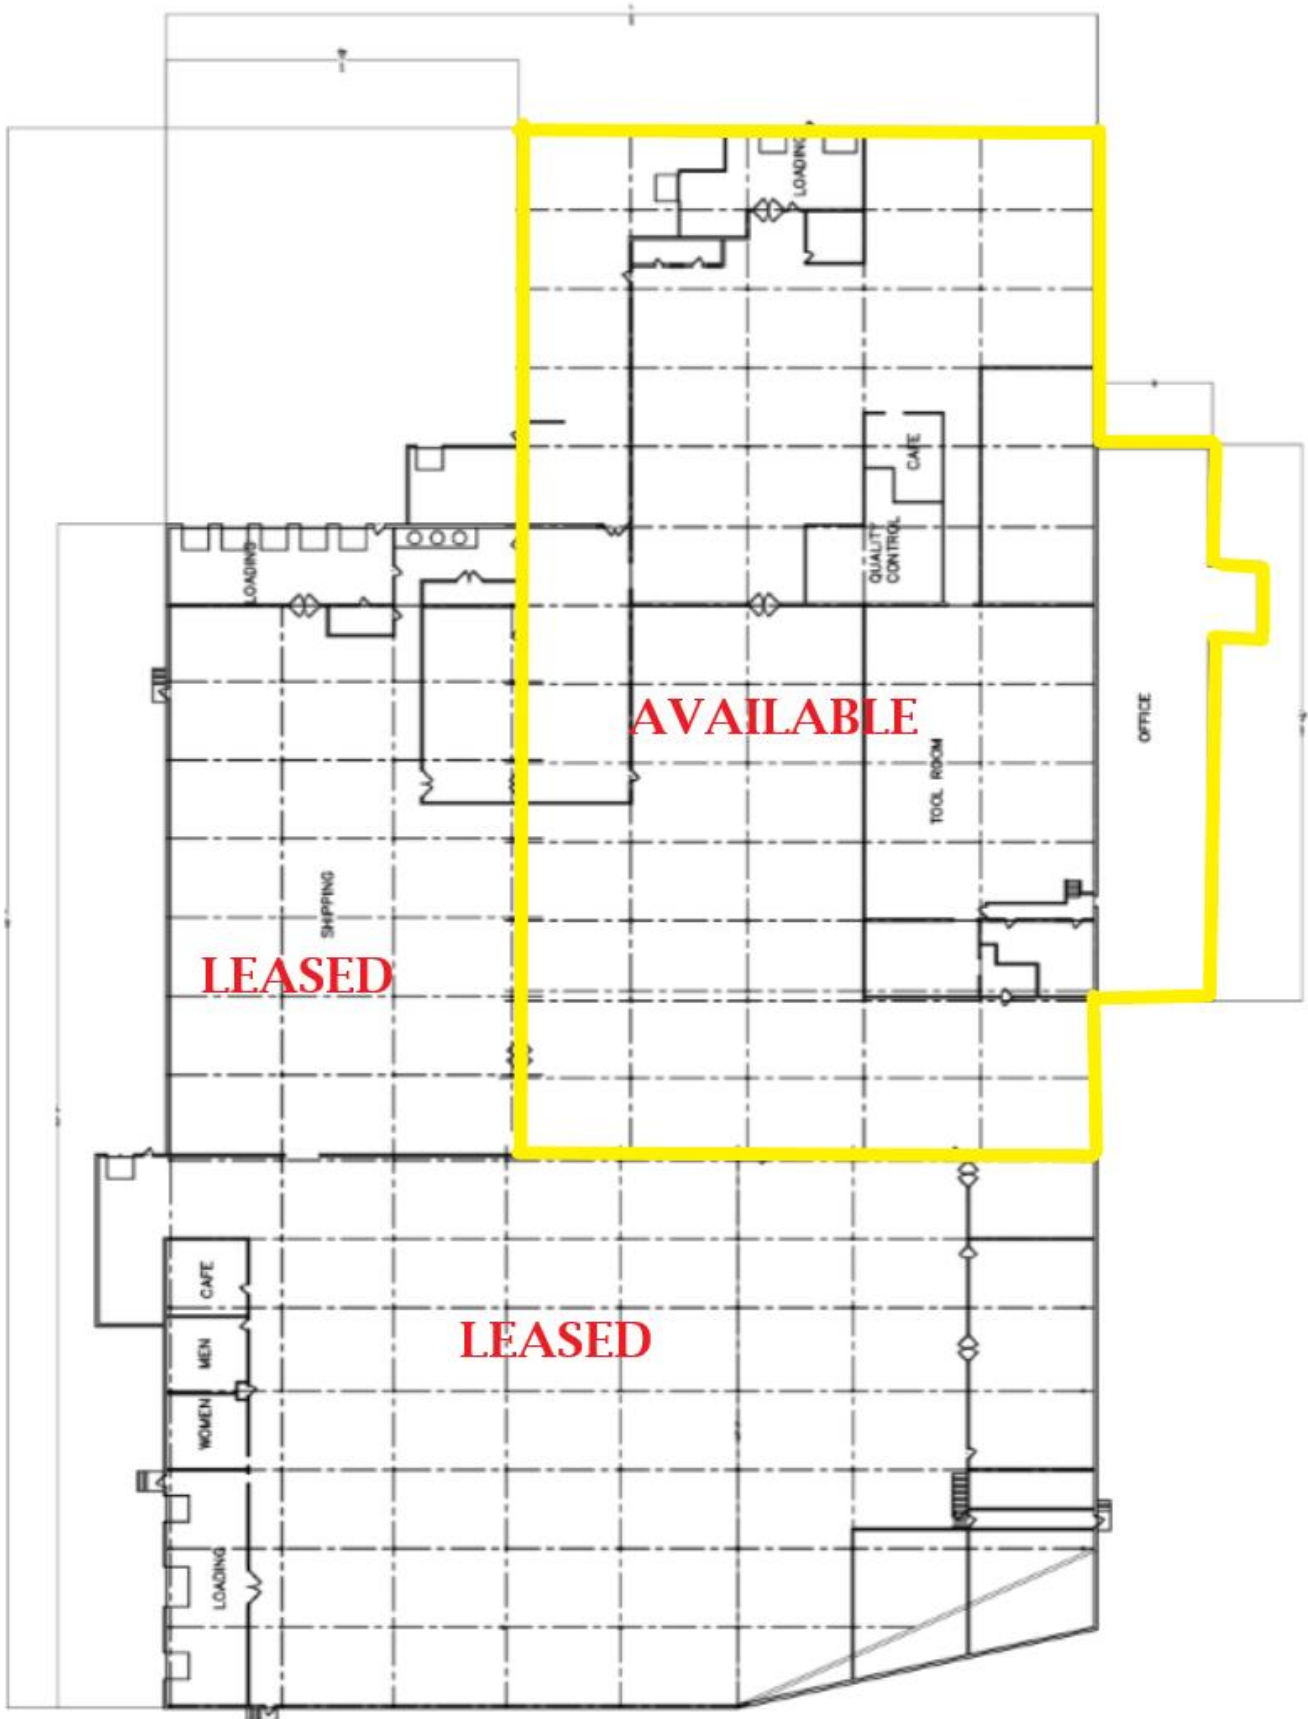 LOADING
CAFE
QUALITY
CONTROL
LOADING
AVAILABLE
OFFICE
TOOL ROOM
SHIPPING
LEASED
CAFE
LEASED
MEN
WOMEN
LOADING